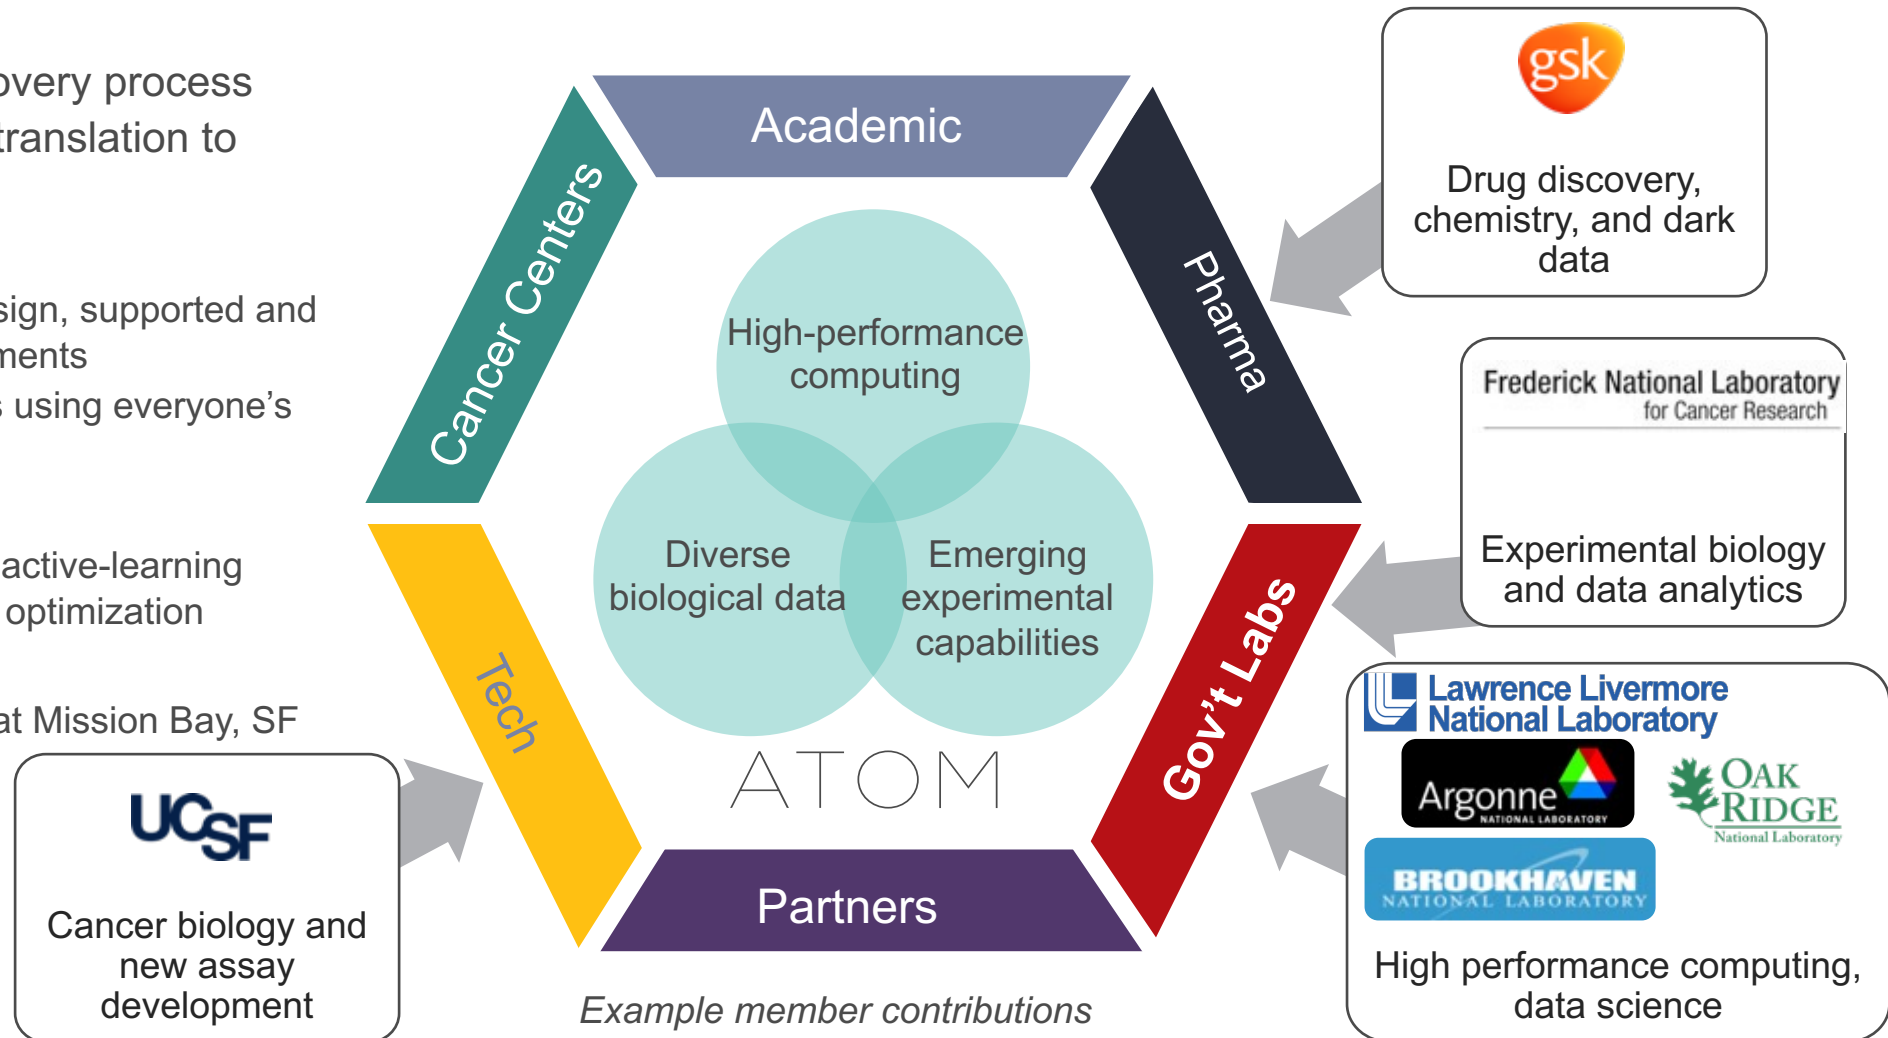 overy process
translation to
sign, supported and
ments
s using everyone's
active-learning
optimization
at Mission Bay, SF
Academic
Cancer Centers
Pharma
Tech
Gov't Labs
Partners
High-performance
computing
Diverse
biological data
Emerging
experimental
capabilities
ATOM
gsk
Drug discovery,
chemistry, and dark
data
Frederick National Laboratory
for Cancer Research
Experimental biology
and data analytics
Lawrence Livermore
National Laboratory
Argonne
NATIONAL LABORATORY
OAK
RIDGE
National Laboratory
BROOKHAVEN
NATIONAL LABORATORY
High performance computing,
data science
UCSF
Cancer biology and
new assay
development
Example member contributions